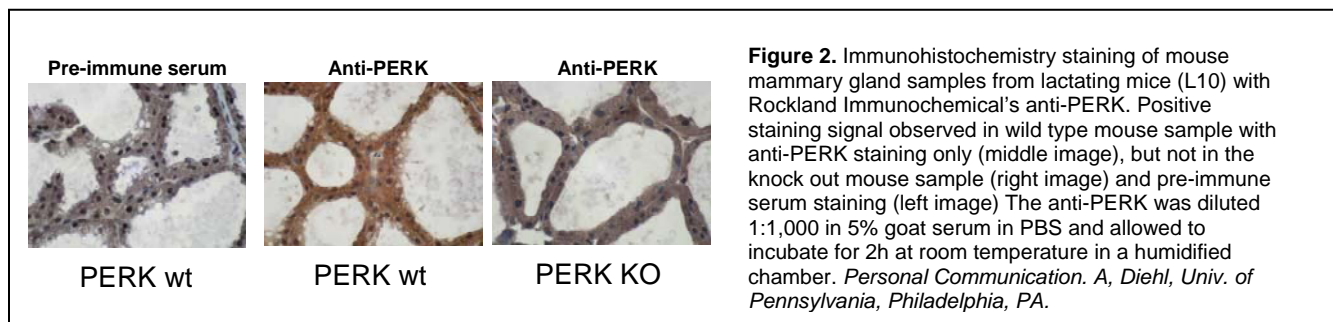 Pre-immune serum
Anti-PERK
Anti-PERK
PERK wt
PERK wt
PERK KO
Figure 2. Immunohistochemistry staining of mouse
mammary gland samples from lactating mice (L10) with
Rockland Immunochemical's anti-PERK. Positive
staining signal observed in wild type mouse sample with
anti-PERK staining only (middle image), but not in the
knock out mouse sample (right image) and pre-immune
serum staining (left image) The anti-PERK was diluted
1:1,000 in 5% goat serum in PBS and allowed to
incubate for 2h at room temperature in a humidified
chamber. Personal Communication. A, Diehl, Univ. of
Pennsylvania, Philadelphia, PA.